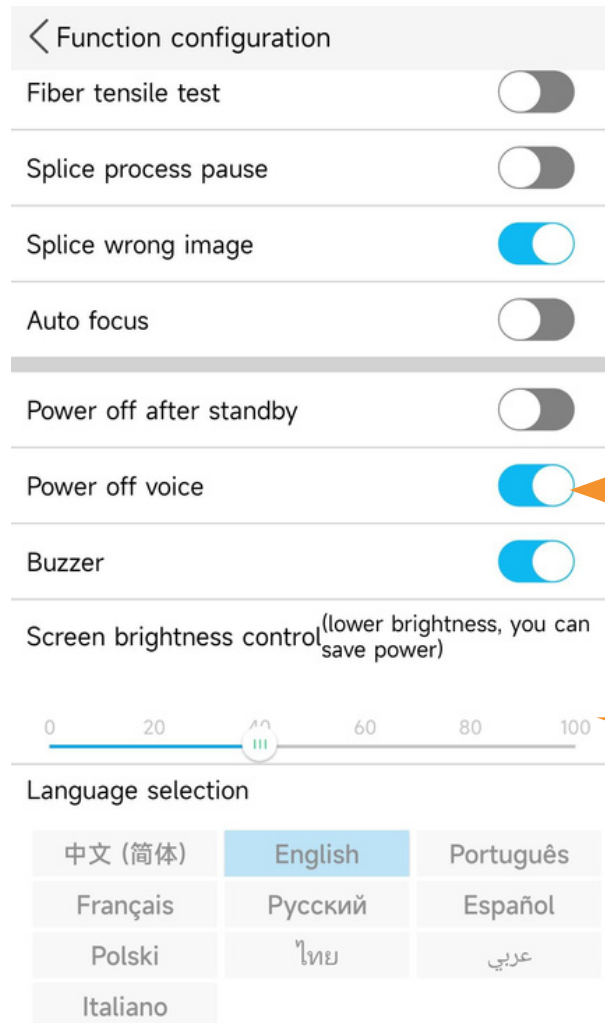 Function configuration
Fiber tensile test
Splice process pause
Splice wrong image
Auto focus
Power off after standby
Power off voice
Buzzer
Screen brightness control (lower brightness, you can
save power)
0 20 40 60 80 100
Language selection
中文 (简体) English Português
Français Русский Español
Polski ไทย عربي
Italiano